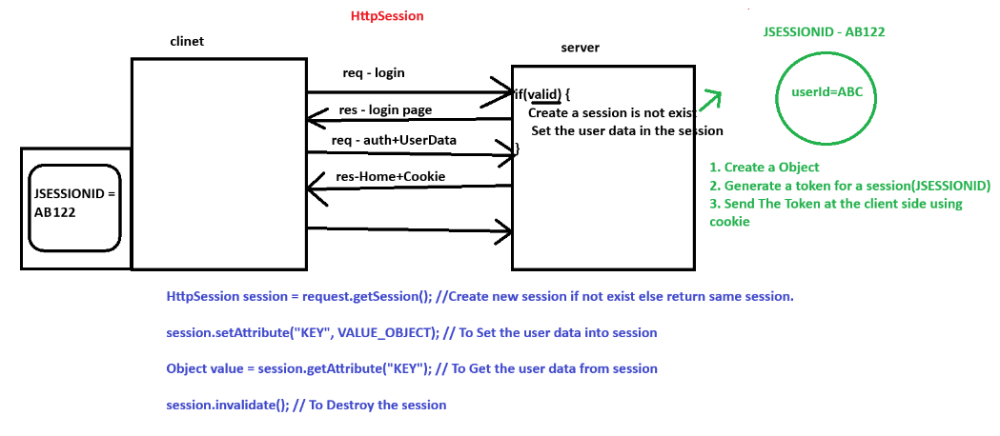 HttpSession
JSESSIONID - AB122
clinet
server
req - login
userId=ABC
if(valid) {
res - login page
Create a session is not exist
Set the user data in the session
req - auth+UserData
}
1. Create a Object
res-Home+Cookie
2. Generate a token for a session(JSESSIONID)
JSESSIONID =
AB122
3. Send The Token at the client side using
cookie
HttpSession session = request.getSession(); //Create new session if not exist else return same session.
session.setAttribute("KEY", VALUE_OBJECT); // To Set the user data into session
Object value = session.getAttribute("KEY"); // To Get the user data from session
session.invalidate(); // To Destroy the session